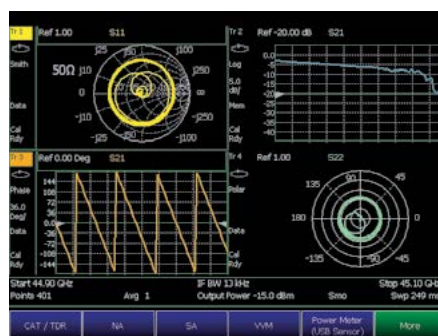 Tr 1
Ref 1.00 S11
Smith
50Ω
j10
j25
j50
j100
j250
0
∞
-j10
-j25
-j50
-j100
-j250
Data
Cal
Rdy
Tr 2
Ref -20.00 dB S21
Log
5.0
dB/
Mem
Cal
Rdy
0
-5
-10
-15
-20
-25
-30
-35
-40
Tr 3
Ref 0.00 Deg S21
Phase
36.0
Deg/
Data
Cal
Rdy
144
108
72
36
0.0
-36
-72
-108
-144
Tr 4
Ref 1.00 S22
Polar
Data
Cal
Rdy
135
90
45
180
0
-135
-90
-45
Start 44.90 GHz IF BW 13 kHz Stop 45.10 GHz
Points 401 Avg 1 Output Power -15.0 dBm Smo Swp 249 ms
CAT / TDR
NA
SA
VVM
Power Meter
(USB Sensor)
More